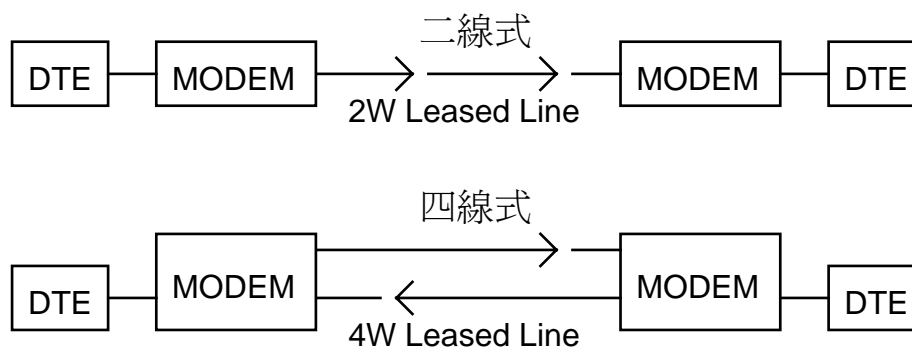 二線式
DTE MODEM MODEM DTE
2W Leased Line
四線式
DTE MODEM MODEM DTE
4W Leased Line